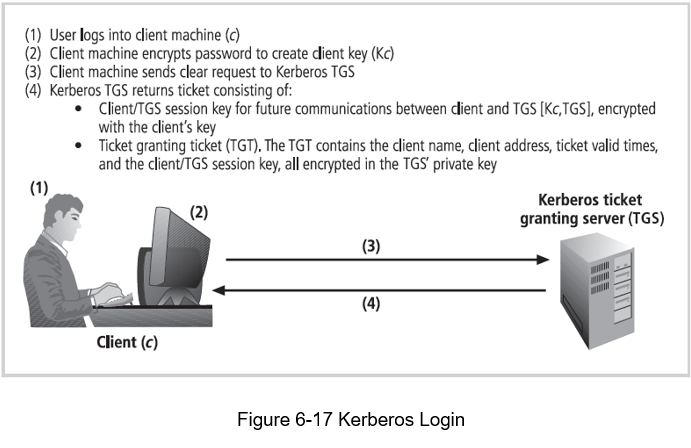 (1) User logs into client machine (c)
(2) Client machine encrypts password to create client key (Kc)
(3) Client machine sends clear request to Kerberos TGS
(4) Kerberos TGS returns ticket consisting of:
• Client/TGS session key for future communications between client and TGS [Kc,TGS], encrypted
with the client's key
• Ticket granting ticket (TGT). The TGT contains the client name, client address, ticket valid times,
and the client/TGS session key, all encrypted in the TGS' private key
(1)
(2)
Kerberos ticket
granting server (TGS)
(3)
(4)
Client (c)
Figure 6-17 Kerberos Login